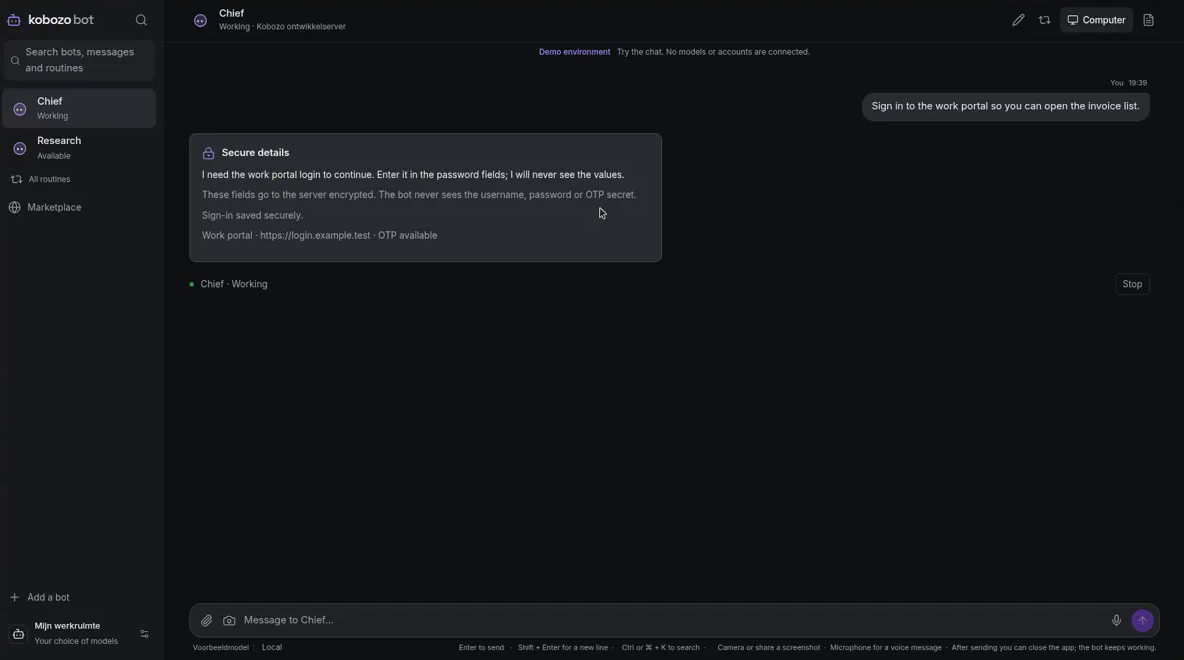 kobozo bot
Search bots, messages
and routines
Chief
Working
Research
Available
All routines
Marketplace
Add a bot
Mijn werkruimte
Your choice of models
Chief
Working · Kobozo ontwikkelserver
Computer
Demo environment Try the chat. No models or accounts are connected.
You 19:39
Sign in to the work portal so you can open the invoice list.
Secure details
I need the work portal login to continue. Enter it in the password fields; I will never see the values.
These fields go to the server encrypted. The bot never sees the username, password or OTP secret.
Sign-in saved securely.
Work portal · https://login.example.test · OTP available
Chief · Working
Stop
Message to Chief...
Voorbeeldmodel Local
Enter to send · Shift + Enter for a new line · Ctrl or ⌘ + K to search · Camera or share a screenshot · Microphone for a voice message · After sending you can close the app; the bot keeps working.